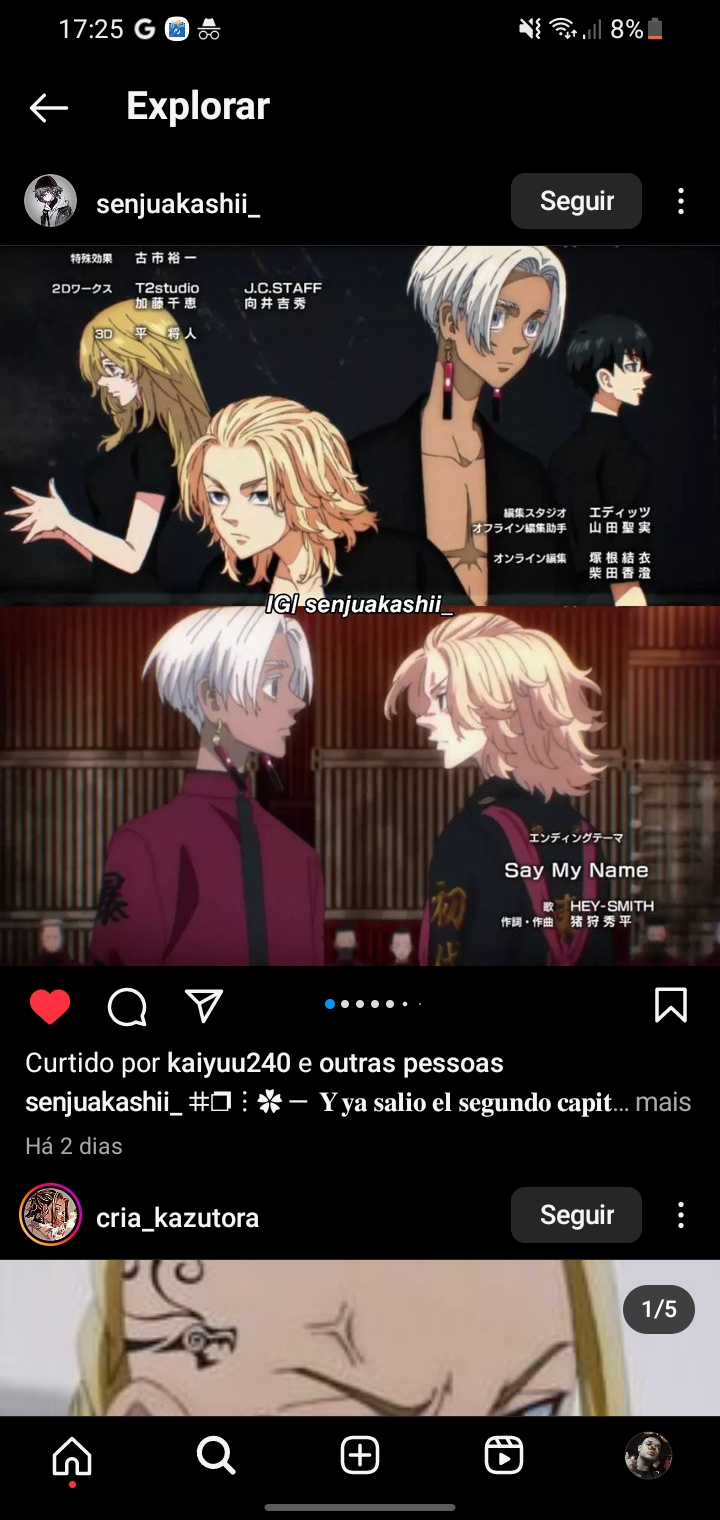 17:25 8%
Explorar
senjuakashii_ Seguir
特殊効果 古市裕一
2Dワークス T2studio J.C.STAFF
加藤千恵 向井吉秀
3D 平 将人
編集スタジオ エディッツ
オフライン編集助手 山田聖実
オンライン編集 塚根結衣
柴田香澄
IG| senjuakashii_
暴
初代
エンディングテーマ
Say My Name
歌 HEY-SMITH
作詞・作曲 猪狩秀平
Curtido por kaiyuu240 e outras pessoas
senjuakashii_ 𐄡❐⋮✿ — 𝐘 𝐲𝐚 𝐬𝐚𝐥𝐢𝐨 𝐞𝐥 𝐬𝐞𝐠𝐮𝐧𝐝𝐨 𝐜𝐚𝐩𝐢𝐭... mais
Há 2 dias
cria_kazutora Seguir
1/5